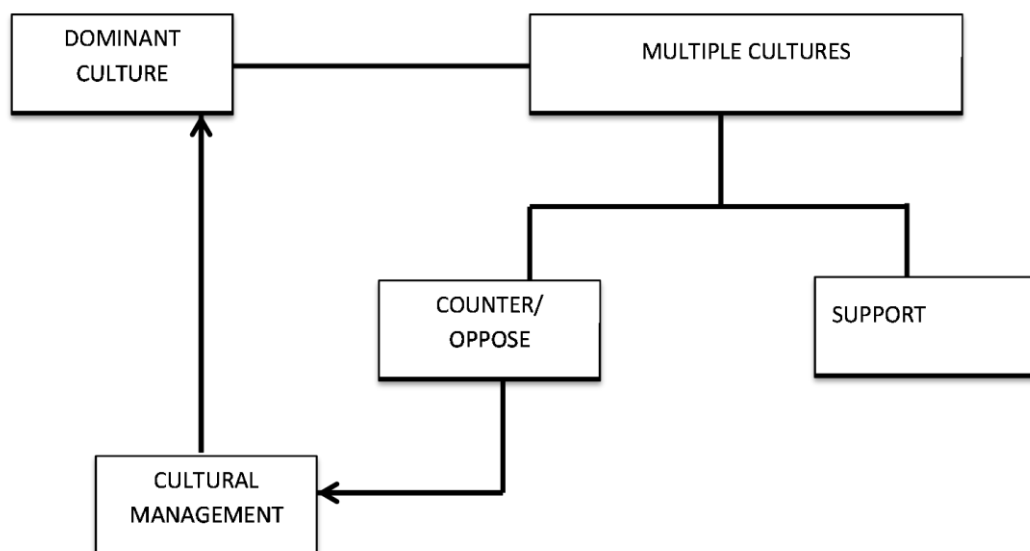 DOMINANT
CULTURE
MULTIPLE CULTURES
COUNTER/
OPPOSE
SUPPORT
CULTURAL
MANAGEMENT